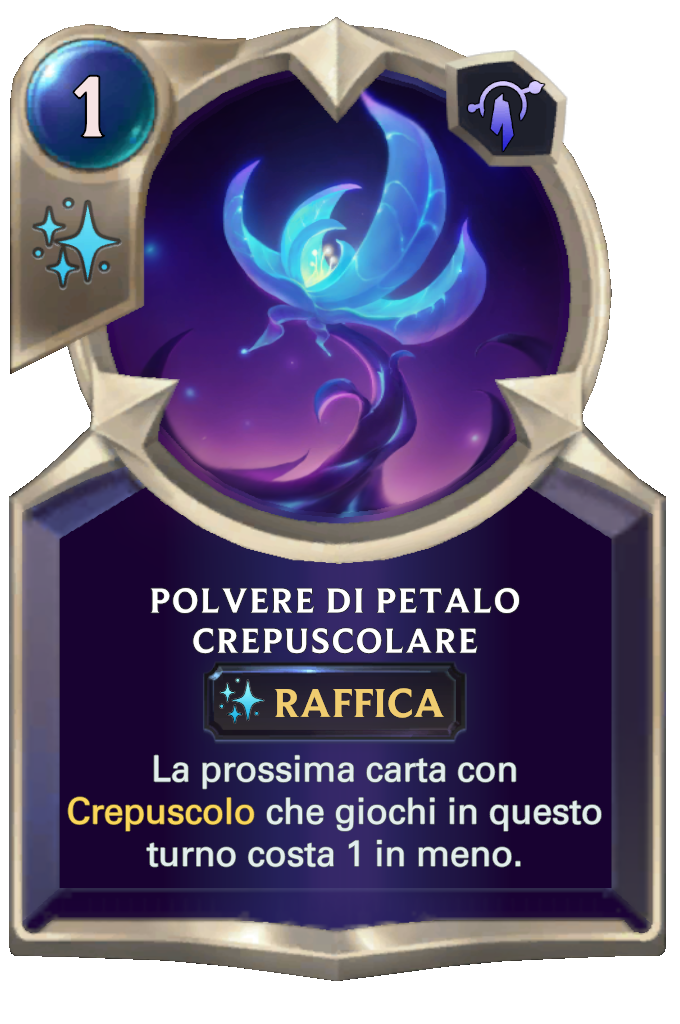 1
POLVERE DI PETALO
CREPUSCOLARE
RAFFICA
La prossima carta con
Crepuscolo che giochi in questo
turno costa 1 in meno.